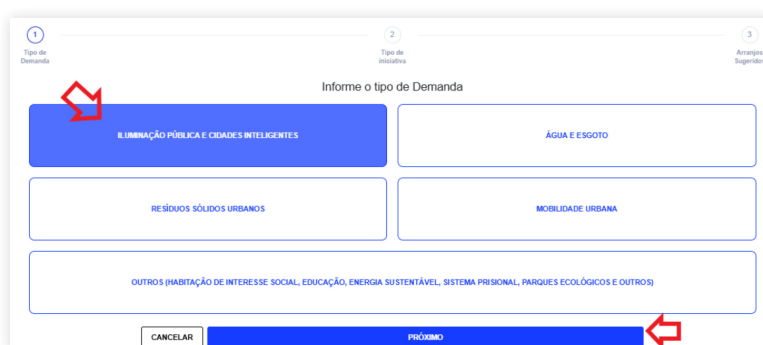 1
2
3
Tipo de
Demanda
Tipo de
iniciativa
Arranjos
Sugeridos
Informe o tipo de Demanda
ILUMINAÇÃO PÚBLICA E CIDADES INTELIGENTES
ÁGUA E ESGOTO
RESÍDUOS SÓLIDOS URBANOS
MOBILIDADE URBANA
OUTROS (HABITAÇÃO DE INTERESSE SOCIAL, EDUCAÇÃO, ENERGIA SUSTENTÁVEL, SISTEMA PRISIONAL, PARQUES ECOLÓGICOS E OUTROS)
CANCELAR
PRÓXIMO